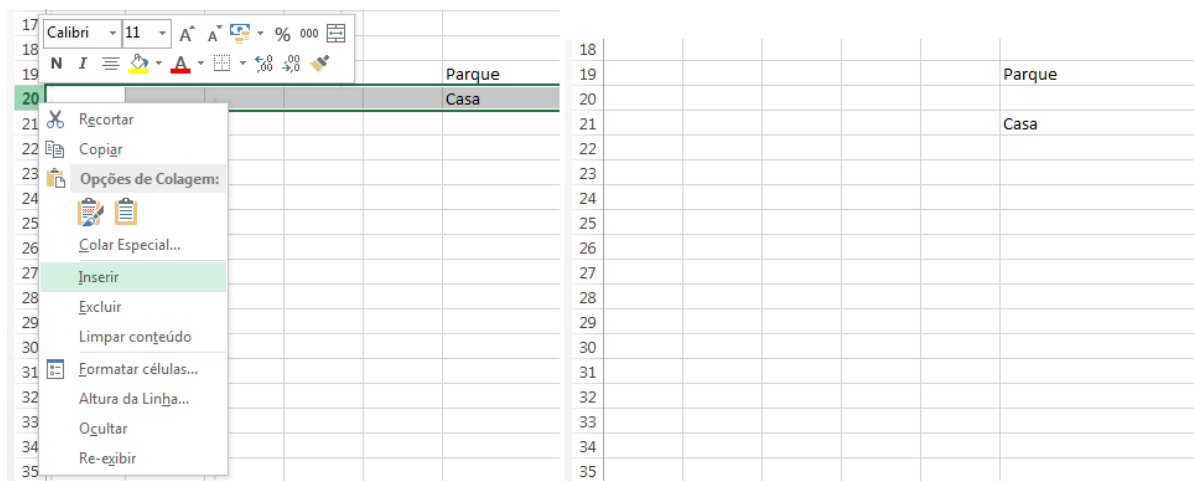 17
Calibri 11 A A % 000
18
N I A ,00 ,00
19 Parque
20 Casa
21 Recortar
22 Copiar
23 Opções de Colagem:
24
25
26 Colar Especial...
27 Inserir
28 Excluir
29 Limpar conteúdo
30
31 Formatar células...
32 Altura da Linha...
33 Ocultar
34 Re-exibir
35
18
19 Parque
20
21 Casa
22
23
24
25
26
27
28
29
30
31
32
33
34
35